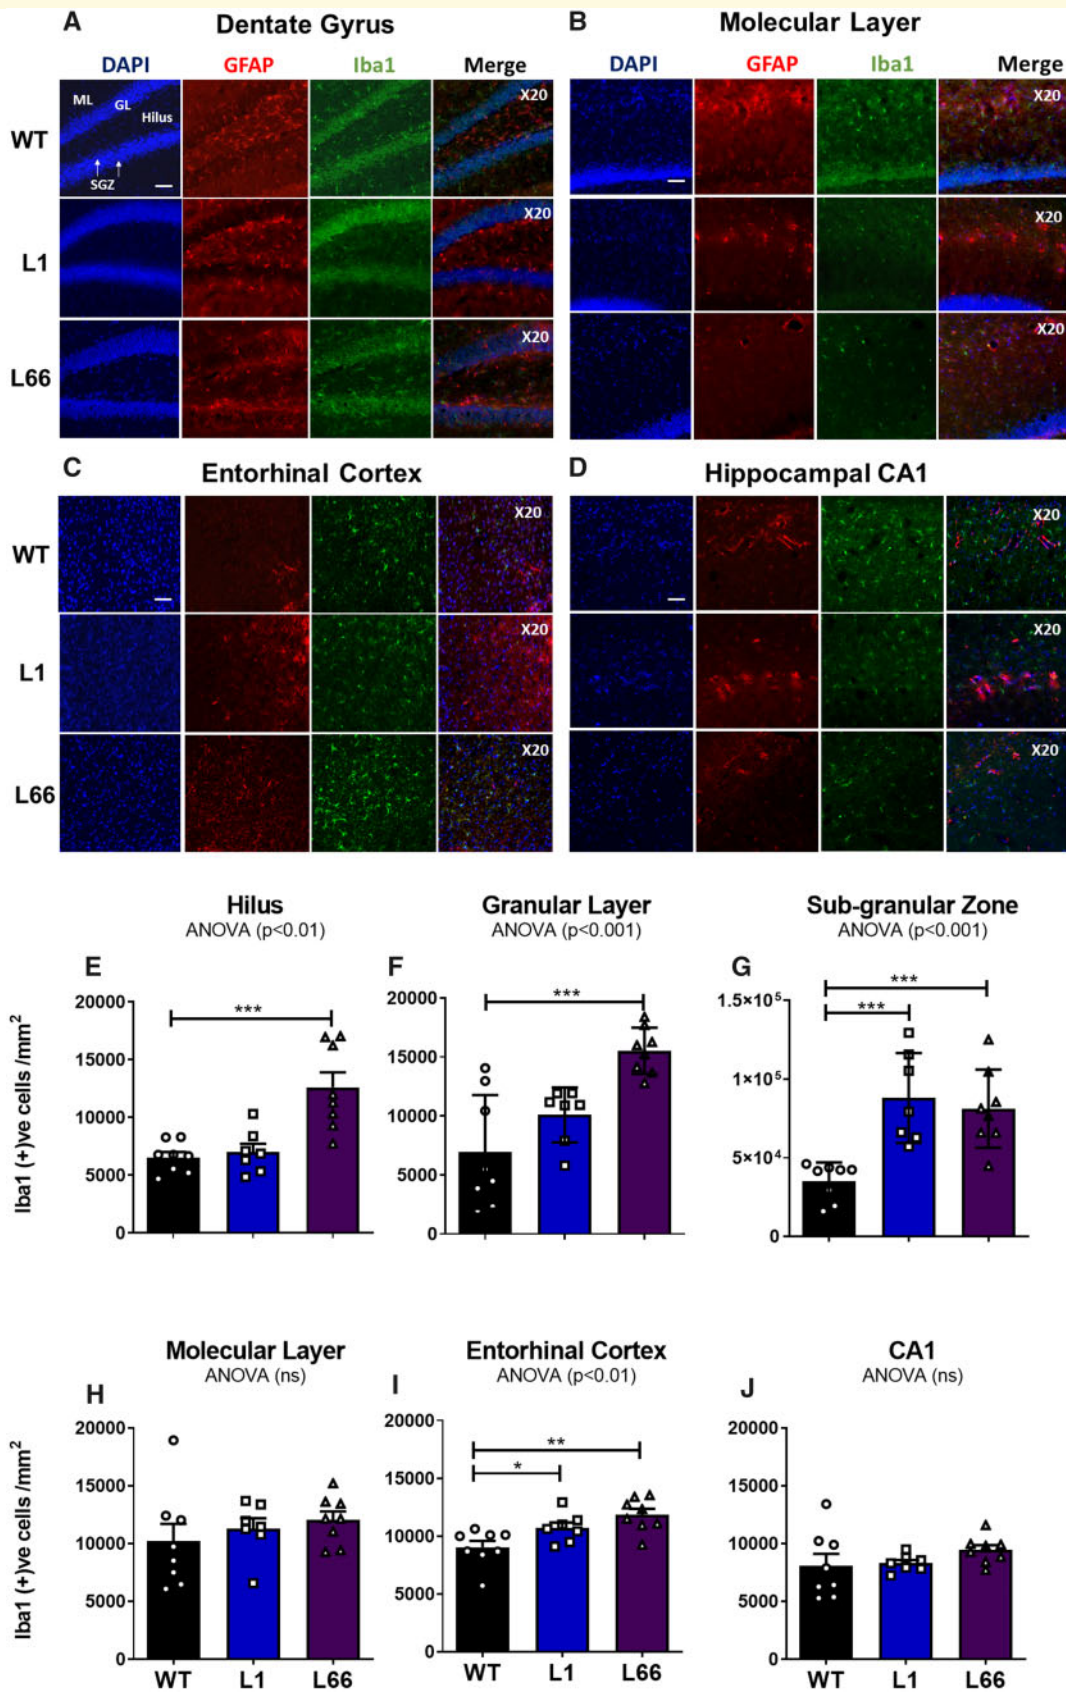 A Dentate Gyrus
DAPI GFAP Iba1 Merge
WT
ML GL Hilus SGZ X20
L1
X20
L66
X20
B Molecular Layer
DAPI GFAP Iba1 Merge
X20
X20
X20
C Entorhinal Cortex
WT
X20
L1
X20
L66
X20
D Hippocampal CA1
X20
X20
X20
Hilus
ANOVA (p<0.01)
E
Iba1 (+)ve cells /mm²
20000
15000
10000
5000
0
***
Granular Layer
ANOVA (p<0.001)
F
20000
15000
10000
5000
0
***
Sub-granular Zone
ANOVA (p<0.001)
G
1.5×10⁵
1×10⁵
5×10⁴
0
***
***
Molecular Layer
ANOVA (ns)
H
Iba1 (+)ve cells /mm²
20000
15000
10000
5000
0
WT L1 L66
Entorhinal Cortex
ANOVA (p<0.01)
I
20000
15000
10000
5000
0
**
*
WT L1 L66
CA1
ANOVA (ns)
J
20000
15000
10000
5000
0
WT L1 L66